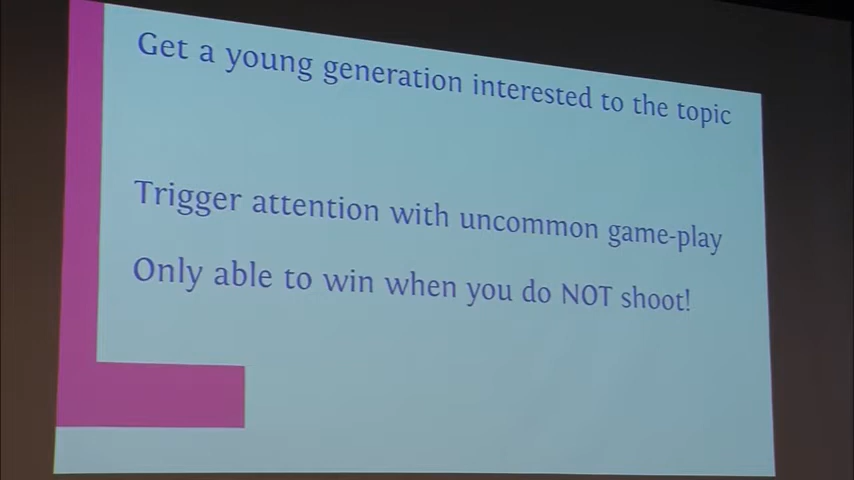 Get a young generation interested to the topic
Trigger attention with uncommon game-play
Only able to win when you do NOT shoot!